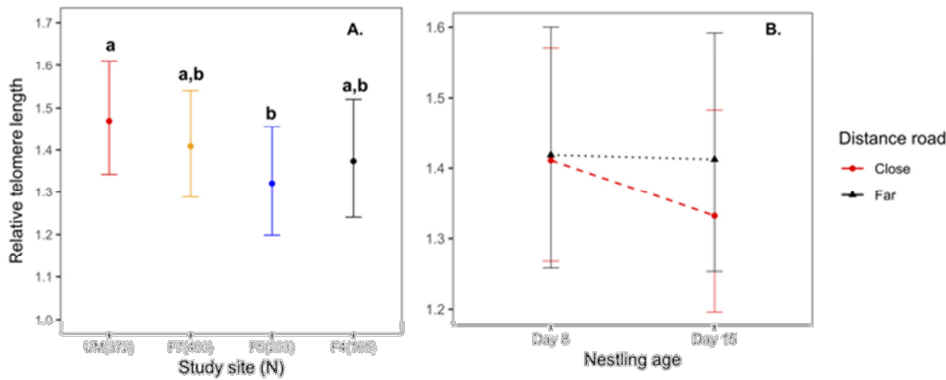 A.
1.7
1.6
1.5
1.4
1.3
1.2
1.1
1.0
a
a,b
b
a,b
Relative telomere length
Study site (N)
B.
1.6
1.5
1.4
1.3
1.2
Day 8
Day 15
Nestling age
Distance road
Close
Far